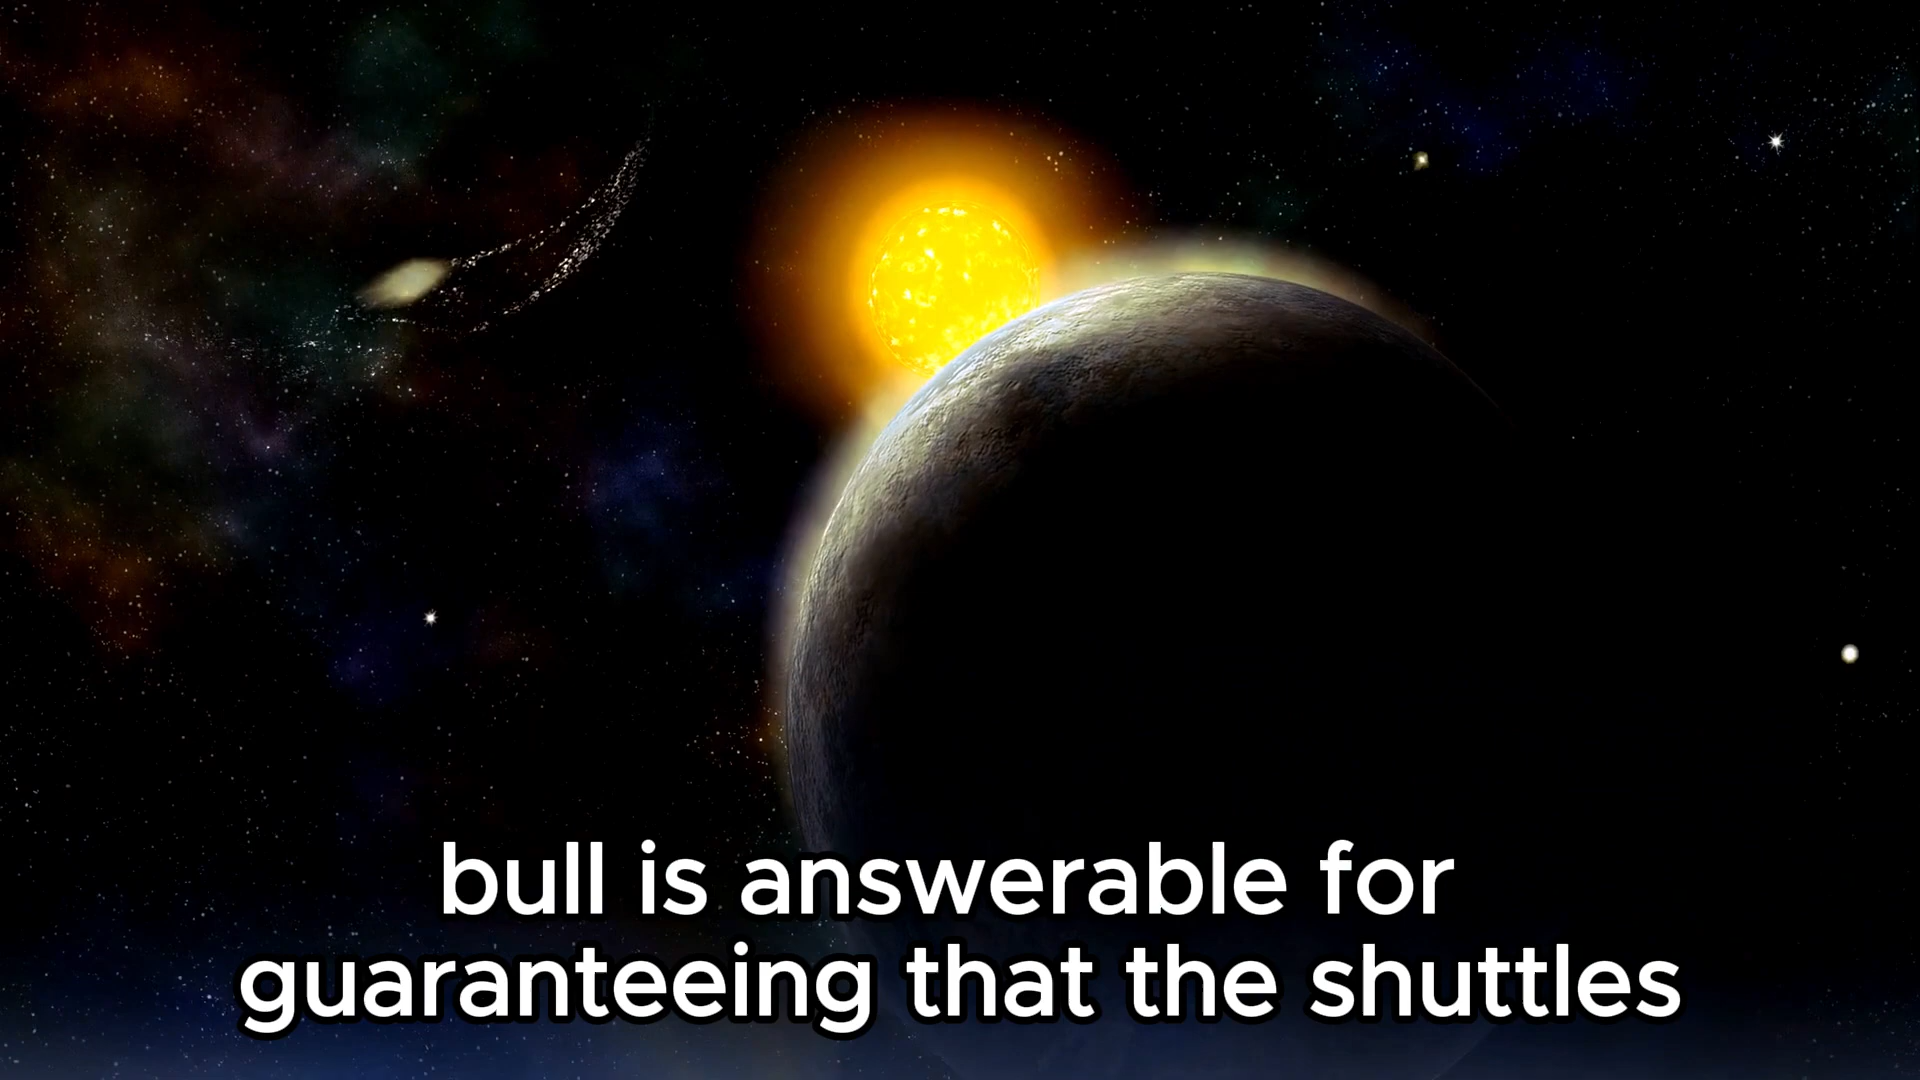 bull is answerable for
guaranteeing that the shuttles